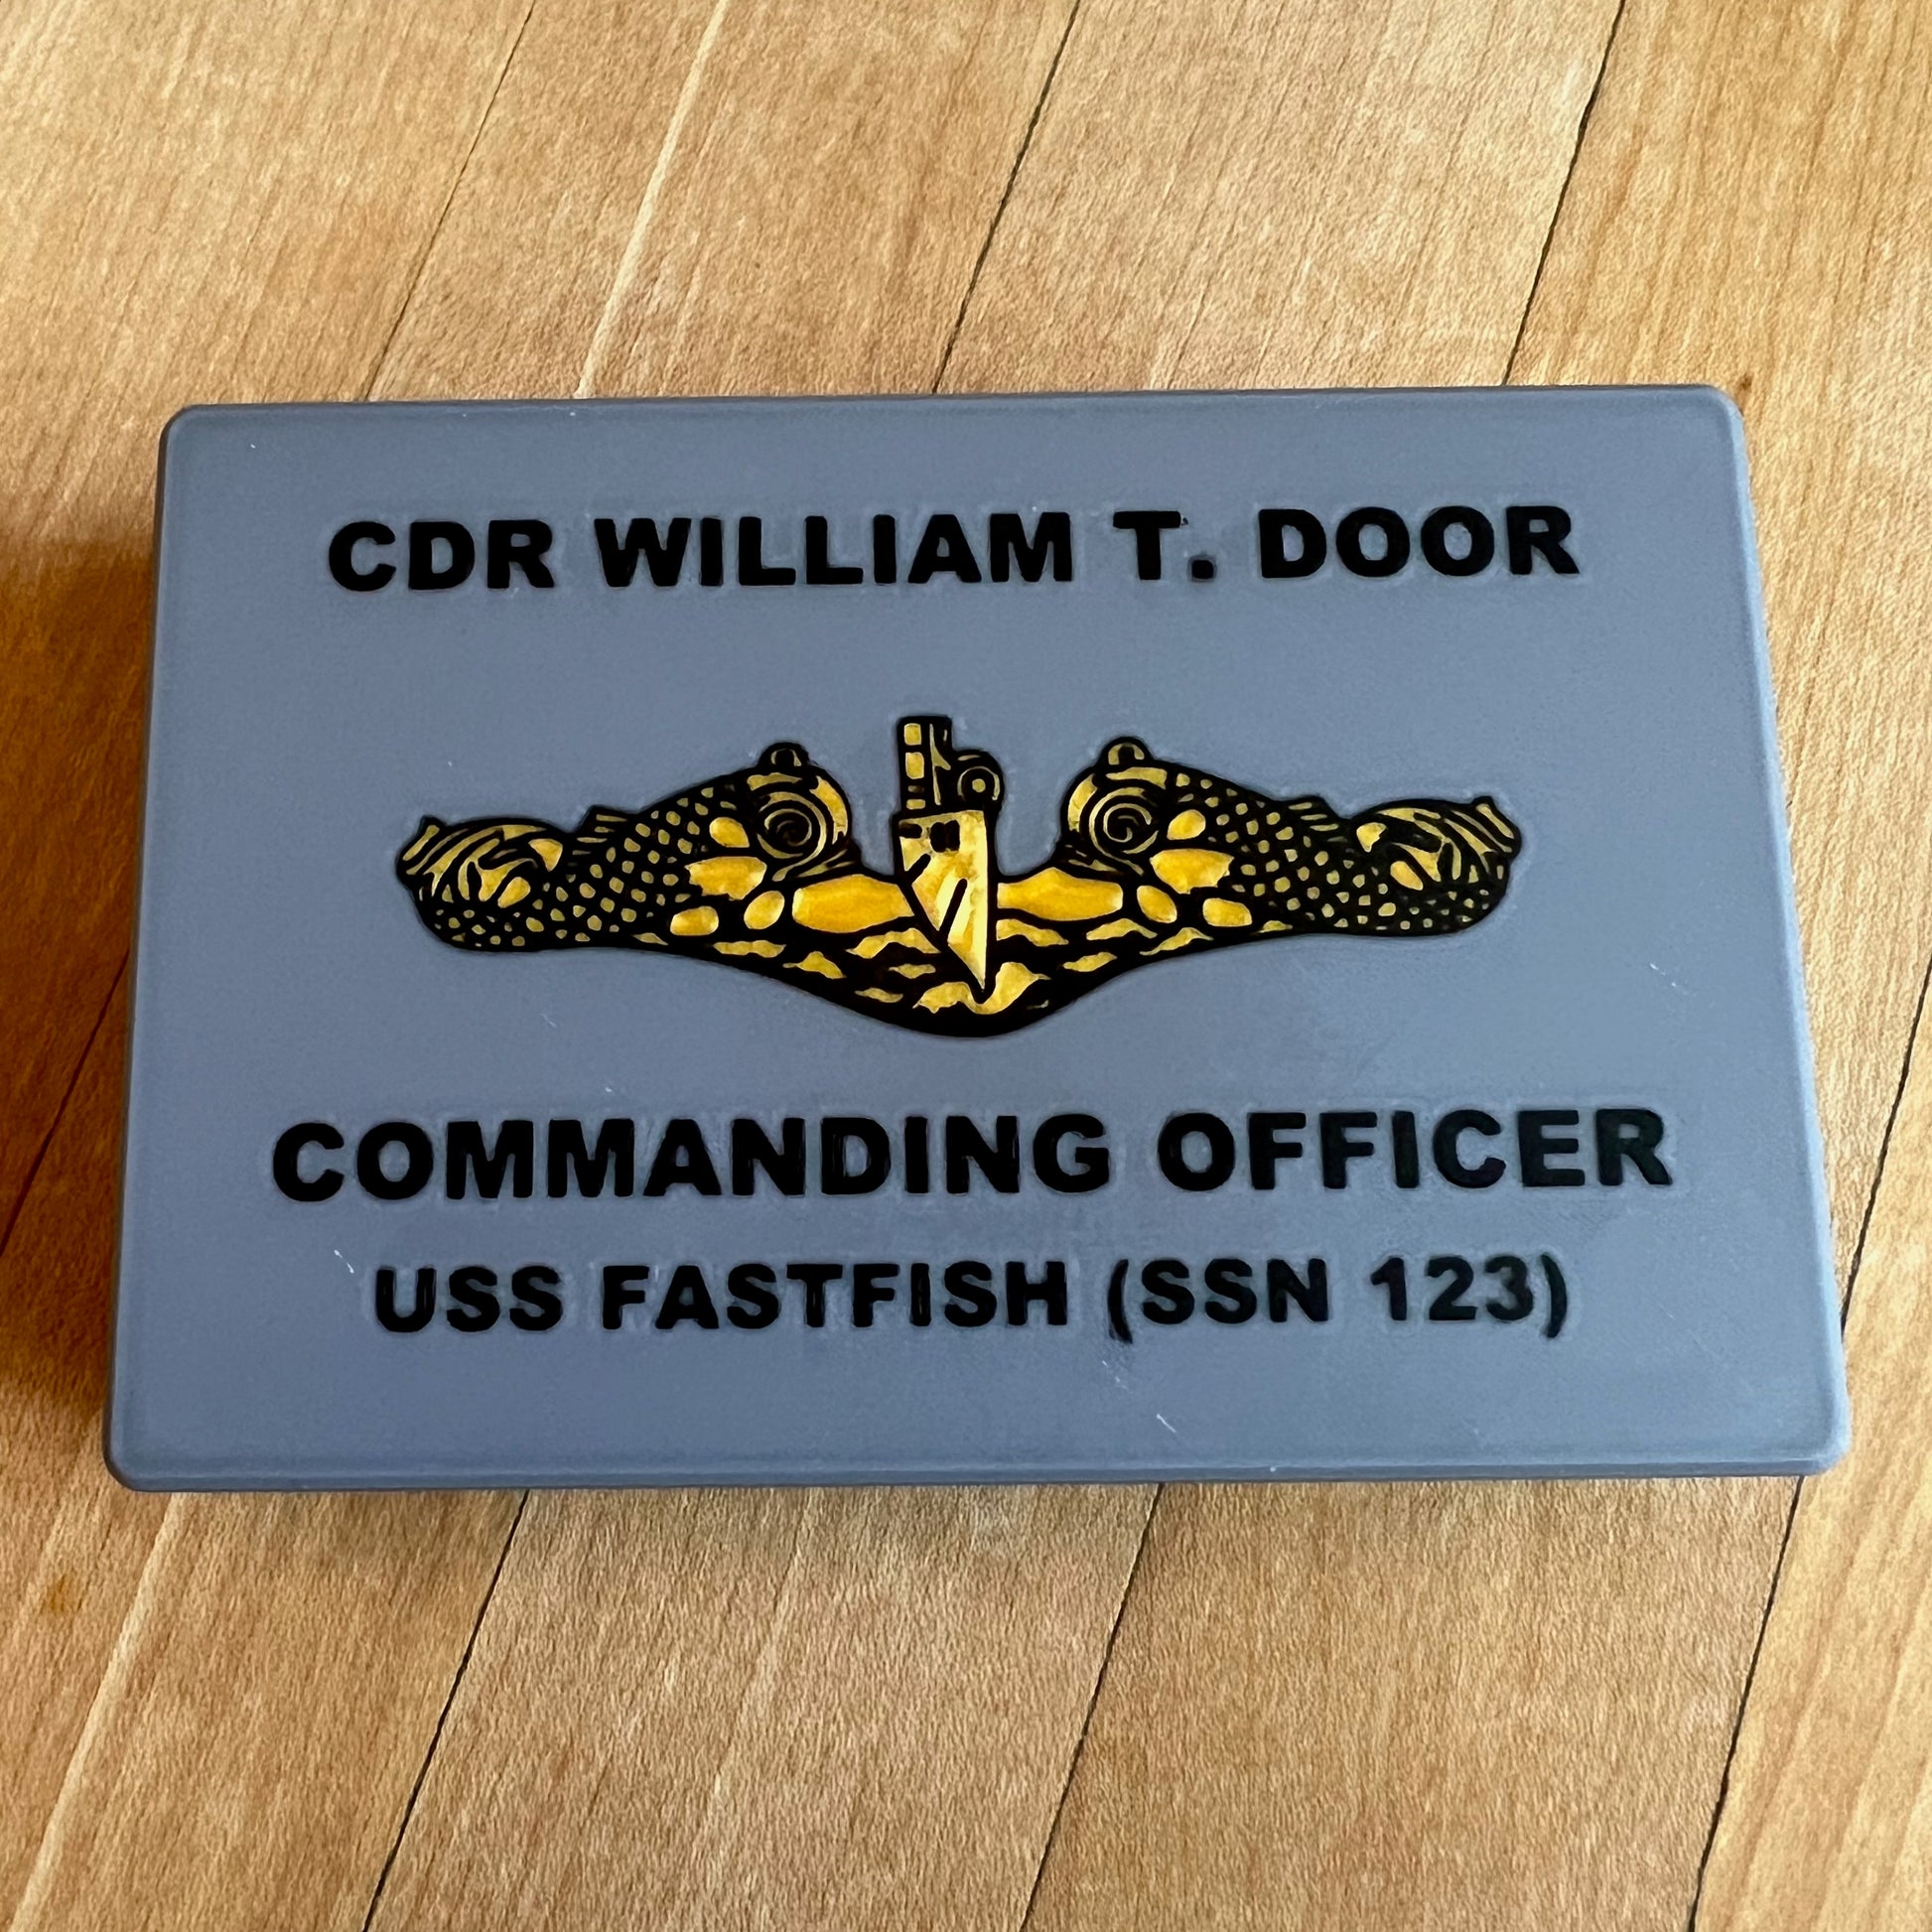 CDR WILLIAM T. DOOR
COMMANDING OFFICER
USS FASTFISH (SSN 123)